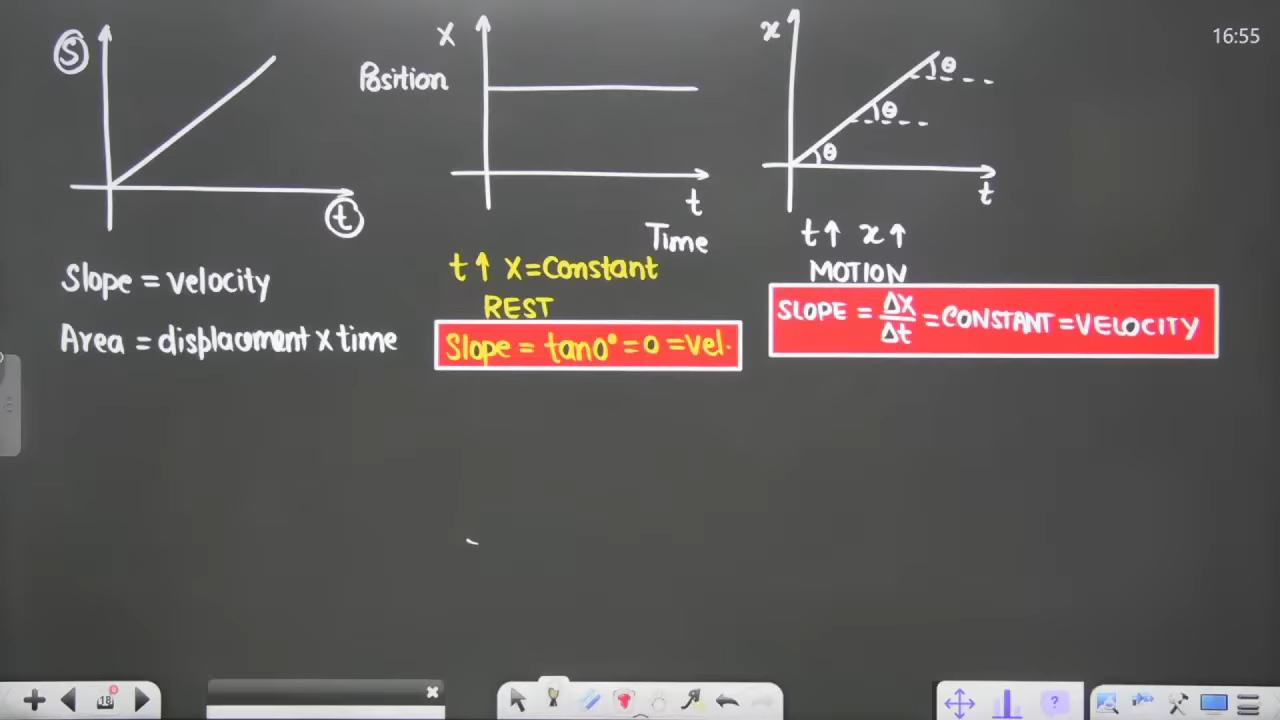 S
t
Slope = velocity
Area = displacement x time
X
Position
t
Time
t ↑ X = Constant
REST
Slope = tan0° = 0 = vel.
x
θ
θ
θ
t
t ↑ x ↑
MOTION
SLOPE = Δx/Δt = CONSTANT = VELOCITY
16:55
18